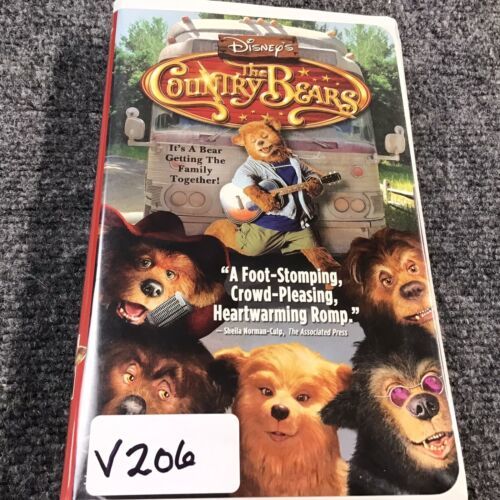 Disney's
The
Country Bears
It's A Bear
Getting The
Family
Together!
"A Foot-Stomping,
Crowd-Pleasing,
Heartwarming Romp."
—Sheila Norman-Culp, The Associated Press
V206